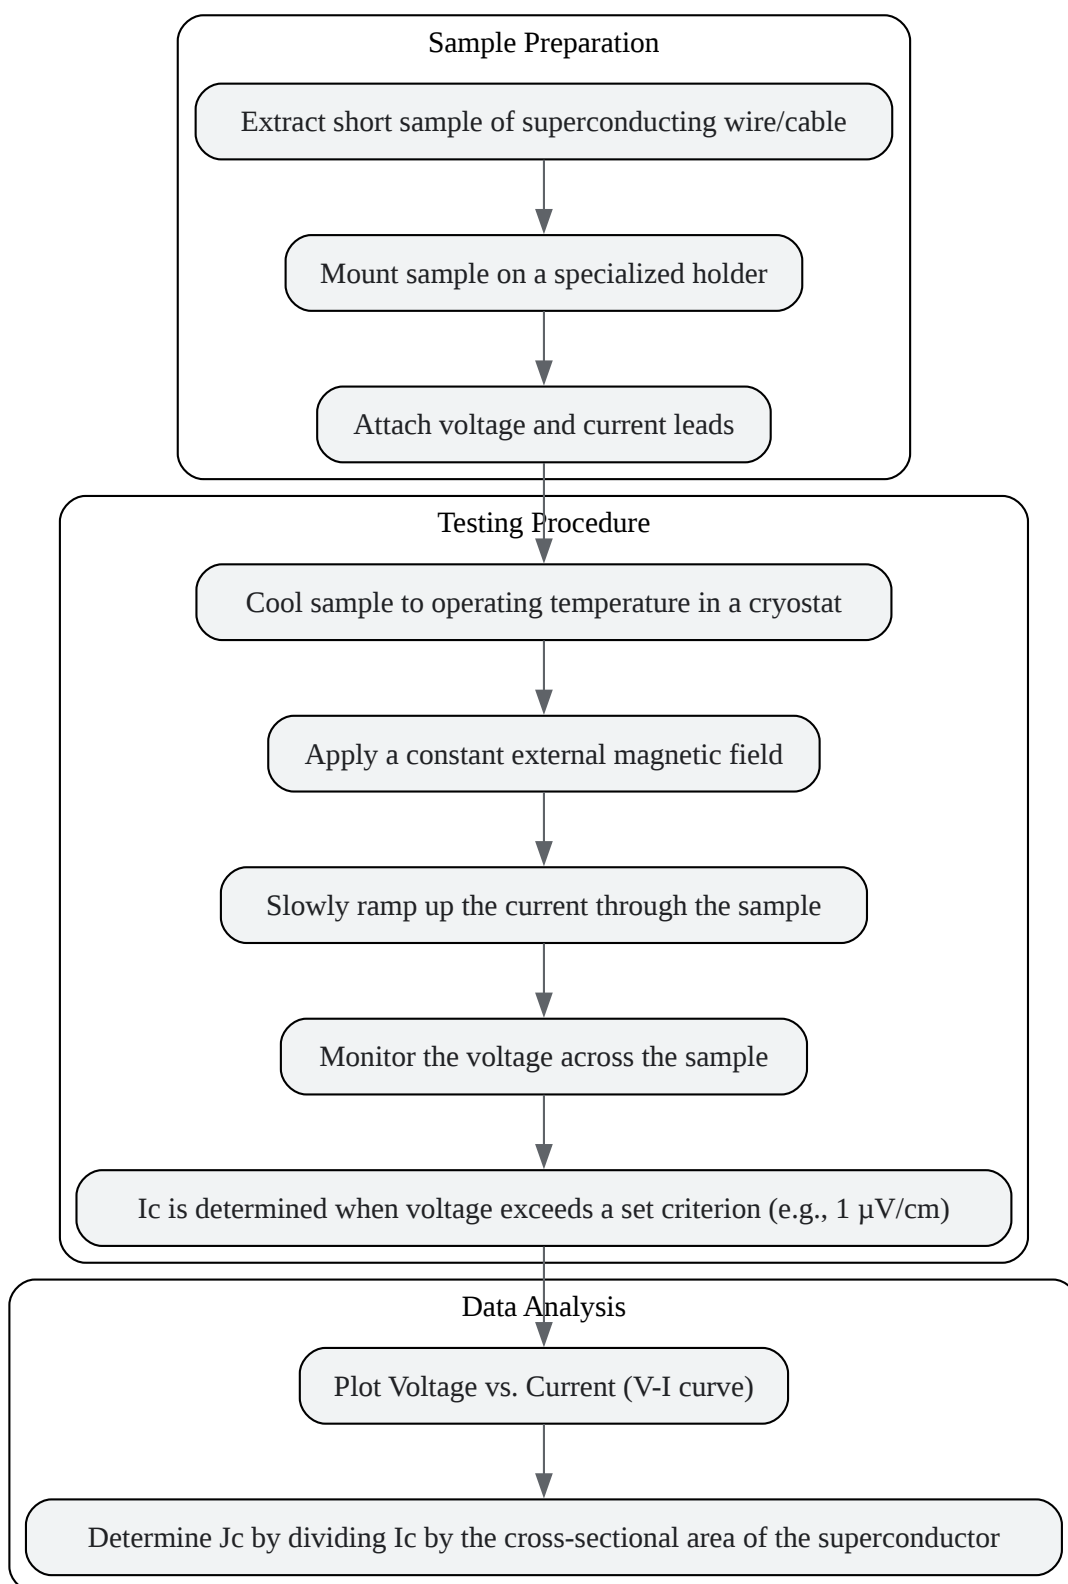 Sample Preparation
Extract short sample of superconducting wire/cable
Mount sample on a specialized holder
Attach voltage and current leads
Testing Procedure
Cool sample to operating temperature in a cryostat
Apply a constant external magnetic field
Slowly ramp up the current through the sample
Monitor the voltage across the sample
Ic is determined when voltage exceeds a set criterion (e.g., 1 µV/cm)
Data Analysis
Plot Voltage vs. Current (V-I curve)
Determine Jc by dividing Ic by the cross-sectional area of the superconductor